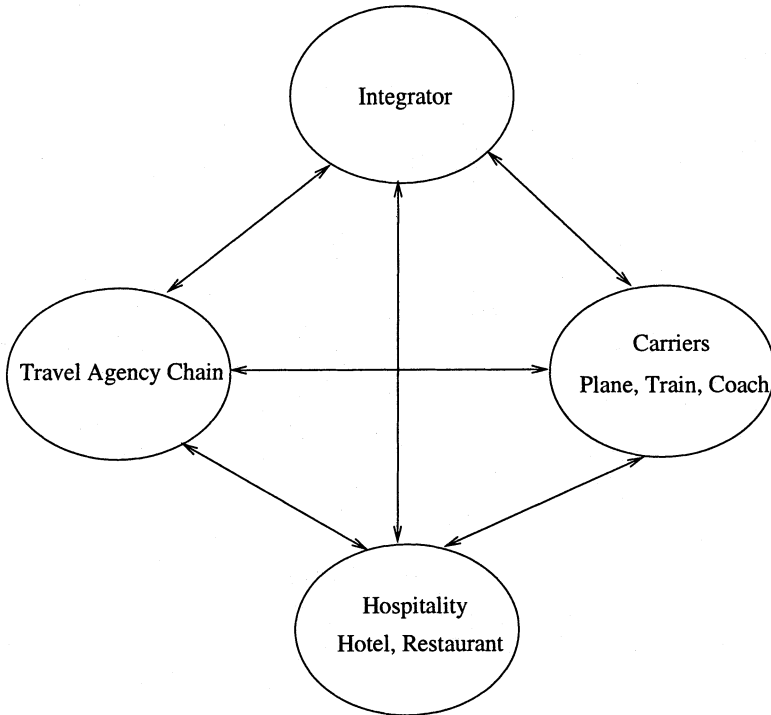 Integrator
Travel Agency Chain
Carriers
Plane, Train, Coach
Hospitality
Hotel, Restaurant